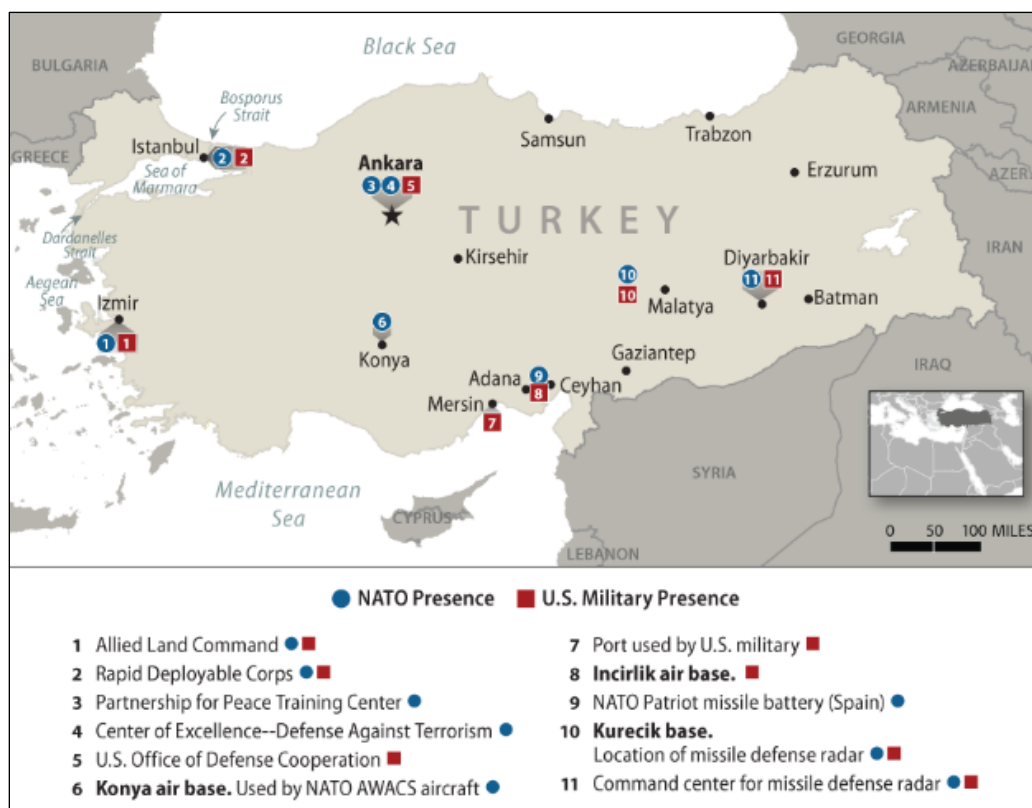 Black Sea
BULGARIA
GEORGIA
AZERBAIJAN
ARMENIA
Bosporus
Strait
Istanbul
2 2
GREECE
Sea of
Marmara
Samsun
Trabzon
Ankara
3 4 5
Erzurum
AZER
TURKEY
Dardanelles
Strait
Aegean
Sea
Kirsehir
IRAN
Izmir
1 1
10
10
Malatya
Diyarbakir
11 11
Batman
6
Konya
Gaziantep
IRAQ
Adana
9
8
Ceyhan
Mersin
7
SYRIA
Mediterranean
Sea
CYPRUS
LEBANON
0 50 100 MILES
NATO Presence U.S. Military Presence
1 Allied Land Command
2 Rapid Deployable Corps
3 Partnership for Peace Training Center
4 Center of Excellence--Defense Against Terrorism
5 U.S. Office of Defense Cooperation
6 Konya air base. Used by NATO AWACS aircraft
7 Port used by U.S. military
8 Incirlik air base.
9 NATO Patriot missile battery (Spain)
10 Kurecik base.
Location of missile defense radar
11 Command center for missile defense radar